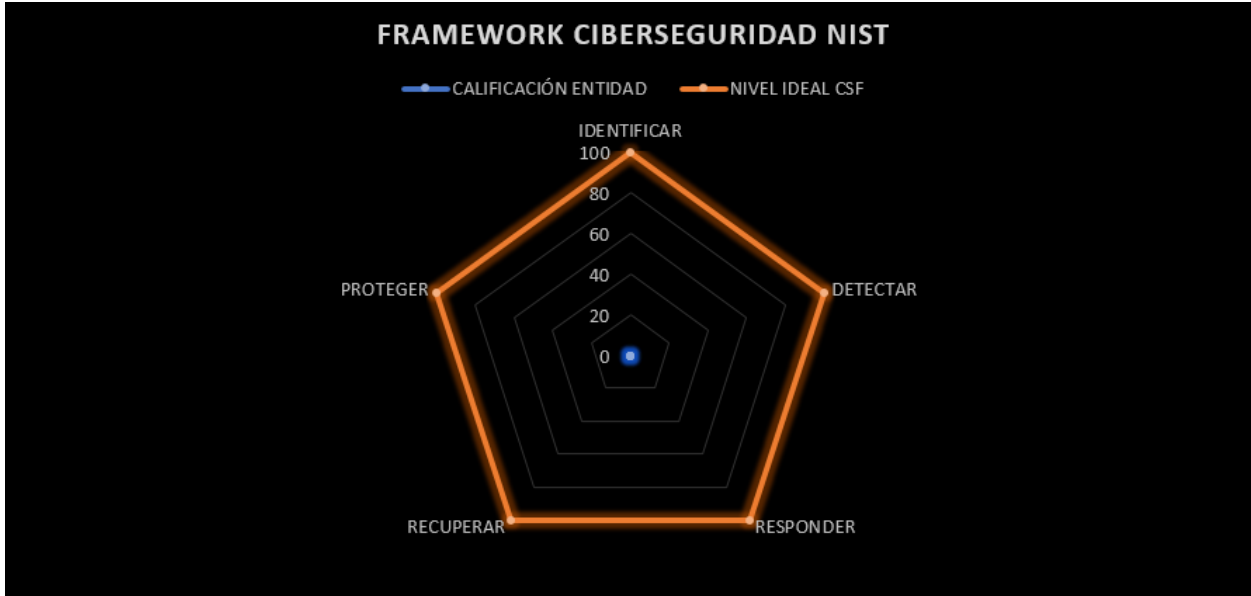 FRAMEWORK CIBERSEGURIDAD NIST
CALIFICACIÓN ENTIDAD NIVEL IDEAL CSF
IDENTIFICAR
100
80
60
40
PROTEGER DETECTAR
20
0
RECUPERAR RESPONDER